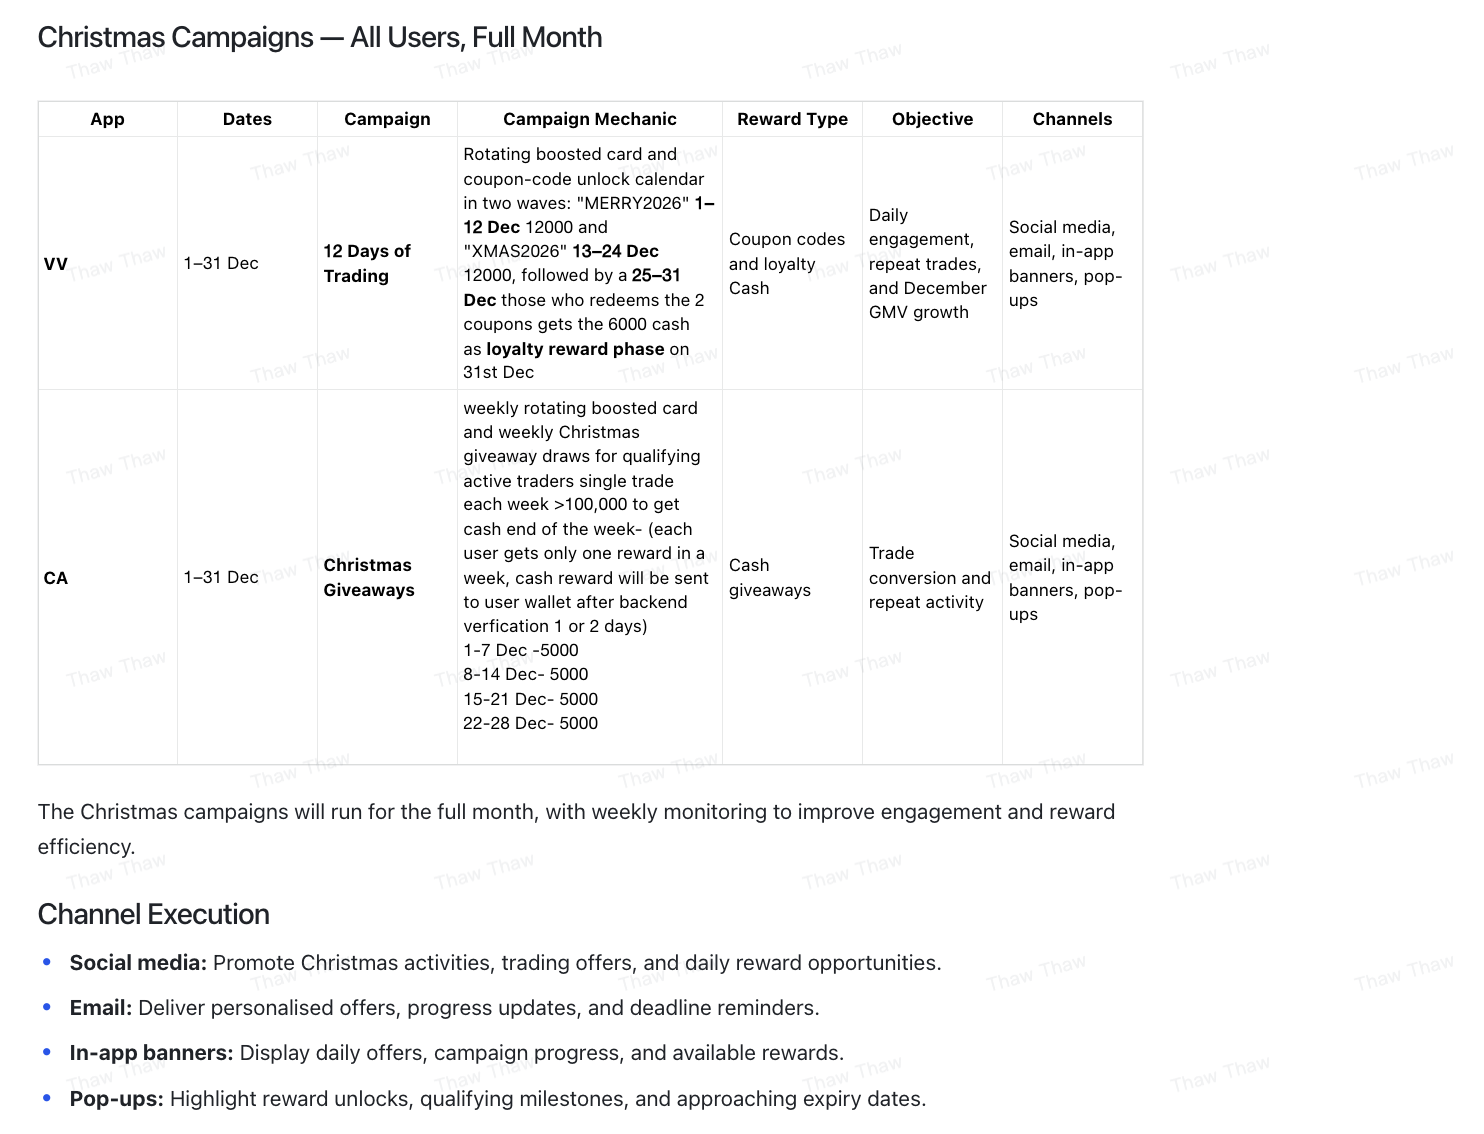 Christmas Campaigns — All Users, Full Month
App
Dates
Campaign
Campaign Mechanic
Reward Type
Objective
Channels
VV
1–31 Dec
12 Days of
Trading
Rotating boosted card and
coupon-code unlock calendar
in two waves: "MERRY2026" 1–
12 Dec 12000 and
"XMAS2026" 13–24 Dec
12000, followed by a 25–31
Dec those who redeems the 2
coupons gets the 6000 cash
as loyalty reward phase on
31st Dec
Coupon codes
and loyalty
Cash
Daily
engagement,
repeat trades,
and December
GMV growth
Social media,
email, in-app
banners, pop-
ups
CA
1–31 Dec
Christmas
Giveaways
weekly rotating boosted card
and weekly Christmas
giveaway draws for qualifying
active traders single trade
each week >100,000 to get
cash end of the week- (each
user gets only one reward in a
week, cash reward will be sent
to user wallet after backend
verfication 1 or 2 days)
1-7 Dec -5000
8-14 Dec- 5000
15-21 Dec- 5000
22-28 Dec- 5000
Cash
giveaways
Trade
conversion and
repeat activity
Social media,
email, in-app
banners, pop-
ups
The Christmas campaigns will run for the full month, with weekly monitoring to improve engagement and reward
efficiency.
Channel Execution
• Social media: Promote Christmas activities, trading offers, and daily reward opportunities.
• Email: Deliver personalised offers, progress updates, and deadline reminders.
• In-app banners: Display daily offers, campaign progress, and available rewards.
• Pop-ups: Highlight reward unlocks, qualifying milestones, and approaching expiry dates.
Thaw Thaw